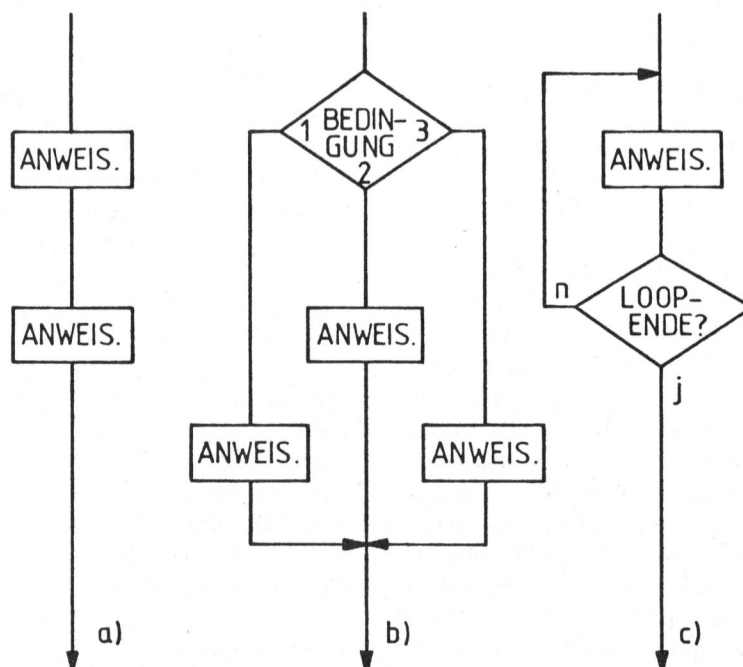 ANWEIS.
ANWEIS.
a)
BEDIN-
1 3
GUNG
2
ANWEIS.
ANWEIS.
ANWEIS.
b)
ANWEIS.
n
LOOP-
ENDE?
j
c)